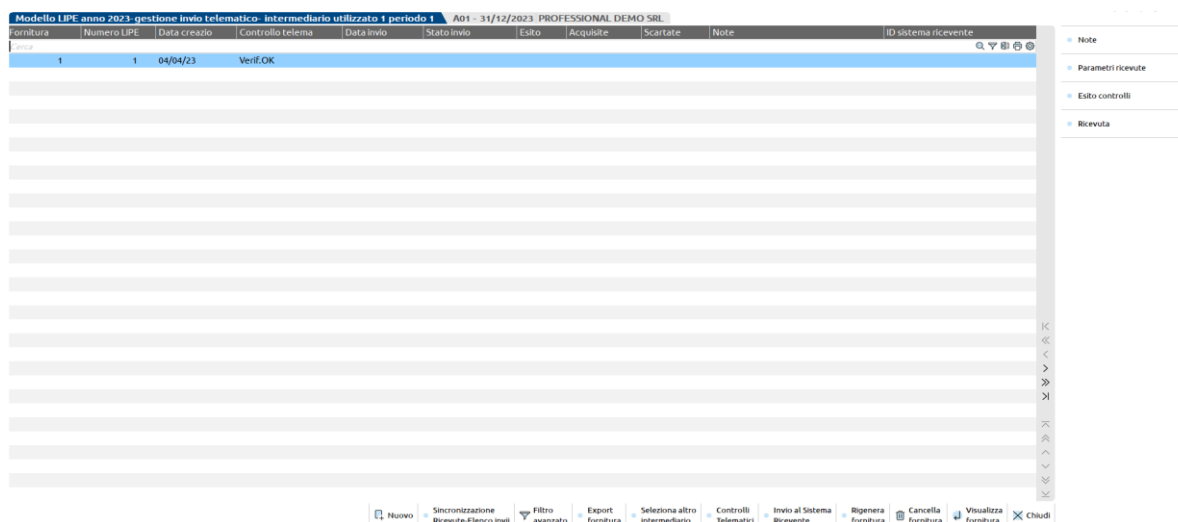 Modello LIPE anno 2023-gestione invio telematico- intermediario utilizzato 1 periodo 1 A01 - 31/12/2023 PROFESSIONAL DEMO SRL
Fornitura Numero LIPE Data creazio Controllo telema Data invio Stato invio Esito Acquisite Scartate Note ID sistema ricevente
Cerca
1 1 04/04/23 Verif.OK
Note
Parametri ricevute
Esito controlli
Ricevuta
Nuovo
Sincronizzazione
Ricevute-Elenco invii
Filtro
avanzato
Export
fornitura
Seleziona altro
intermediario
Controlli
Telematici
Invio al Sistema
Ricevente
Rigenera
fornitura
Cancella
fornitura
Visualizza
fornitura
Chiudi